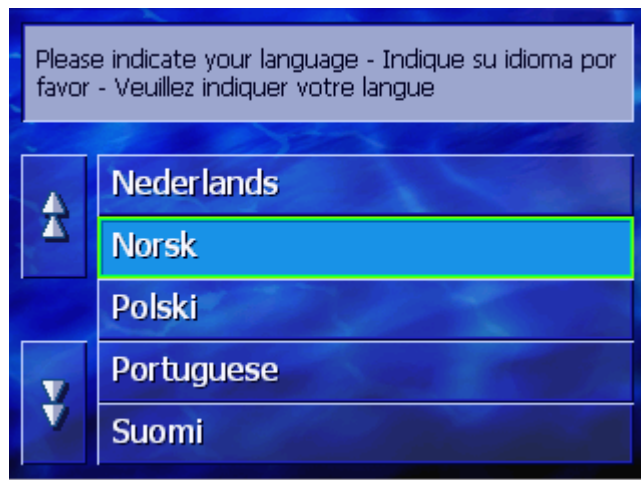 Please indicate your language - Indique su idioma por
favor - Veuillez indiquer votre langue
Nederlands
Norsk
Polski
Portuguese
Suomi